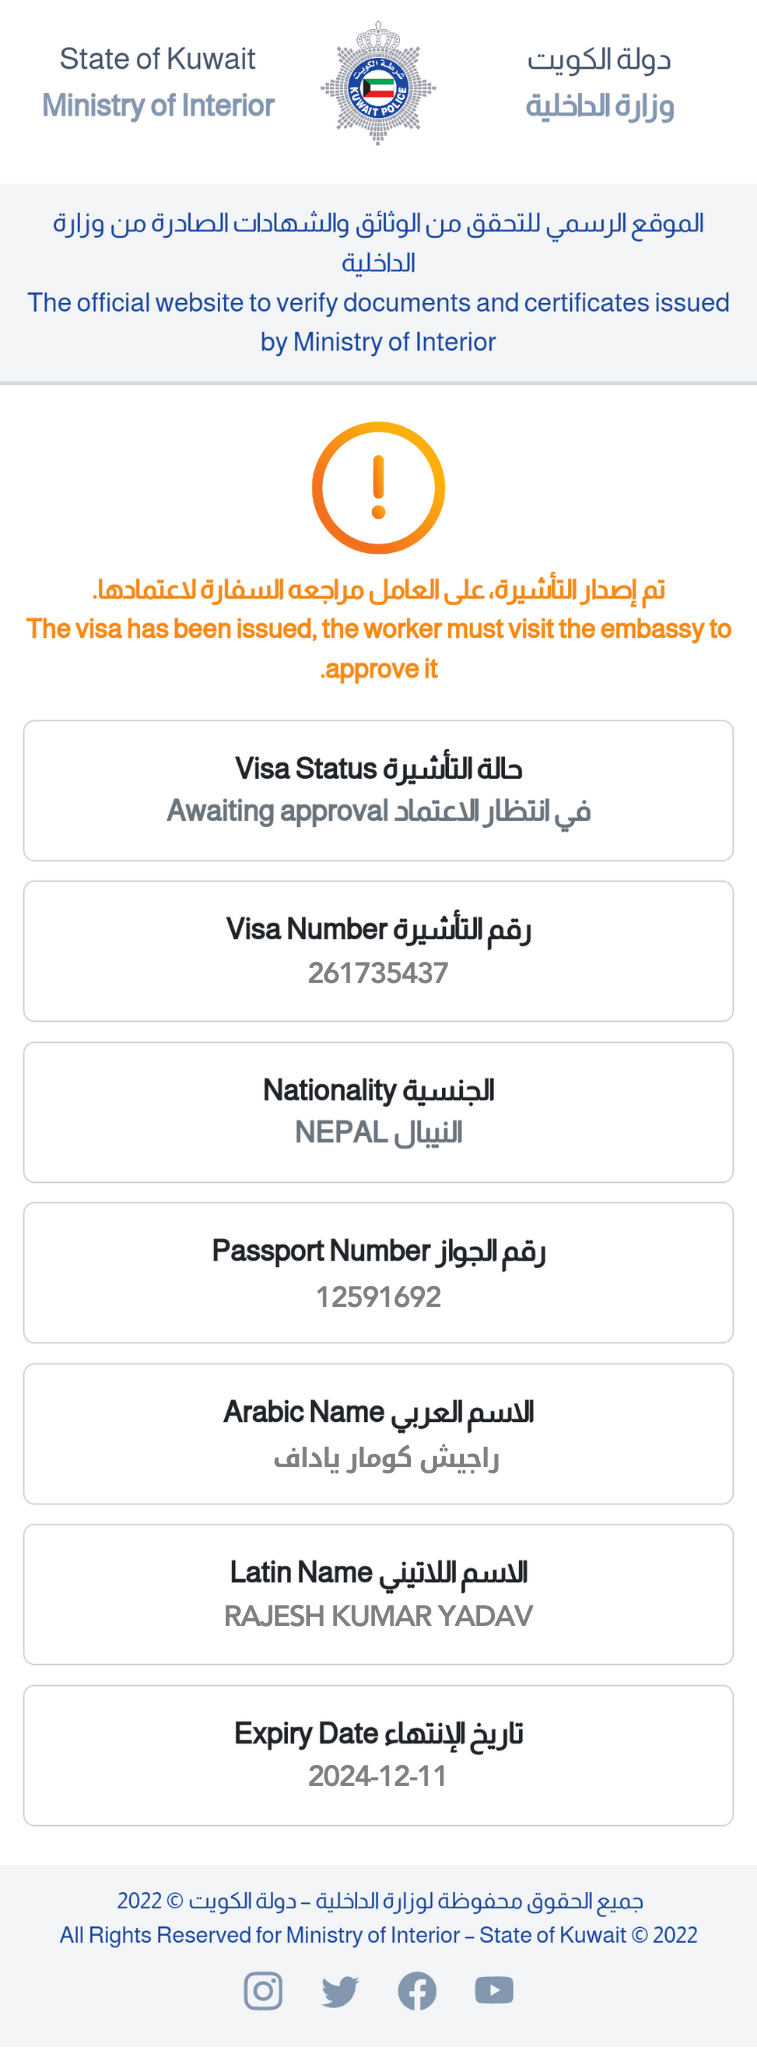 State of Kuwait
Ministry of Interior
شرطة الكويت
KUWAIT POLICE
دولة الكويت
وزارة الداخلية
الموقع الرسمي للتحقق من الوثائق والشهادات الصادرة من وزارة
الداخلية
The official website to verify documents and certificates issued
by Ministry of Interior
تم إصدار التأشيرة، على العامل مراجعه السفارة لاعتمادها.
The visa has been issued, the worker must visit the embassy to
.approve it
Visa Status حالة التأشيرة
Awaiting approval في انتظار الاعتماد
Visa Number رقم التأشيرة
261735437
Nationality الجنسية
NEPAL النيبال
Passport Number رقم الجواز
12591692
Arabic Name الاسم العربي
راجيش كومار ياداف
Latin Name الاسم اللاتيني
RAJESH KUMAR YADAV
Expiry Date تاريخ الإنتهاء
2024-12-11
جميع الحقوق محفوظة لوزارة الداخلية – دولة الكويت © 2022
All Rights Reserved for Ministry of Interior – State of Kuwait © 2022